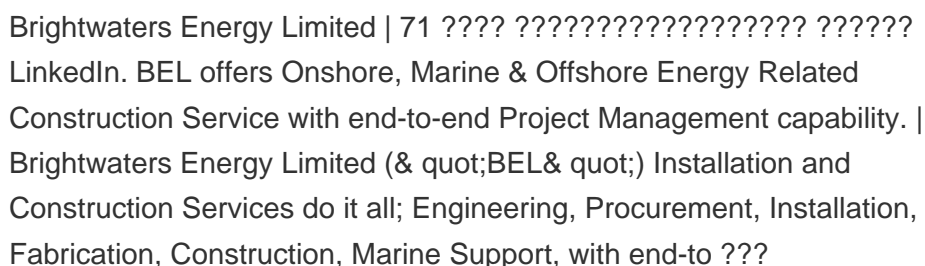 Brightwaters Energy Limited | 71 ???? ?????????????????? ??????
LinkedIn. BEL offers Onshore, Marine & Offshore Energy Related
Construction Service with end-to-end Project Management capability. |
Brightwaters Energy Limited (& quot;BEL& quot;) Installation and
Construction Services do it all; Engineering, Procurement, Installation,
Fabrication, Construction, Marine Support, with end-to ???